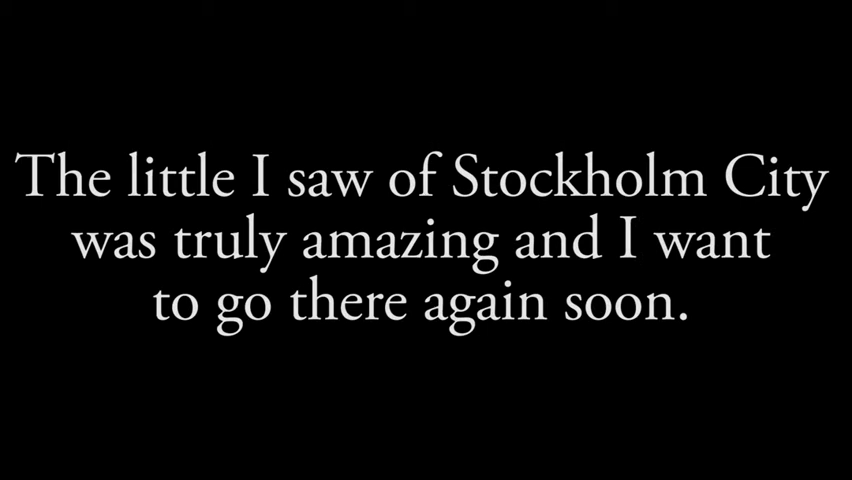 The little I saw of Stockholm City
was truly amazing and I want
to go there again soon.